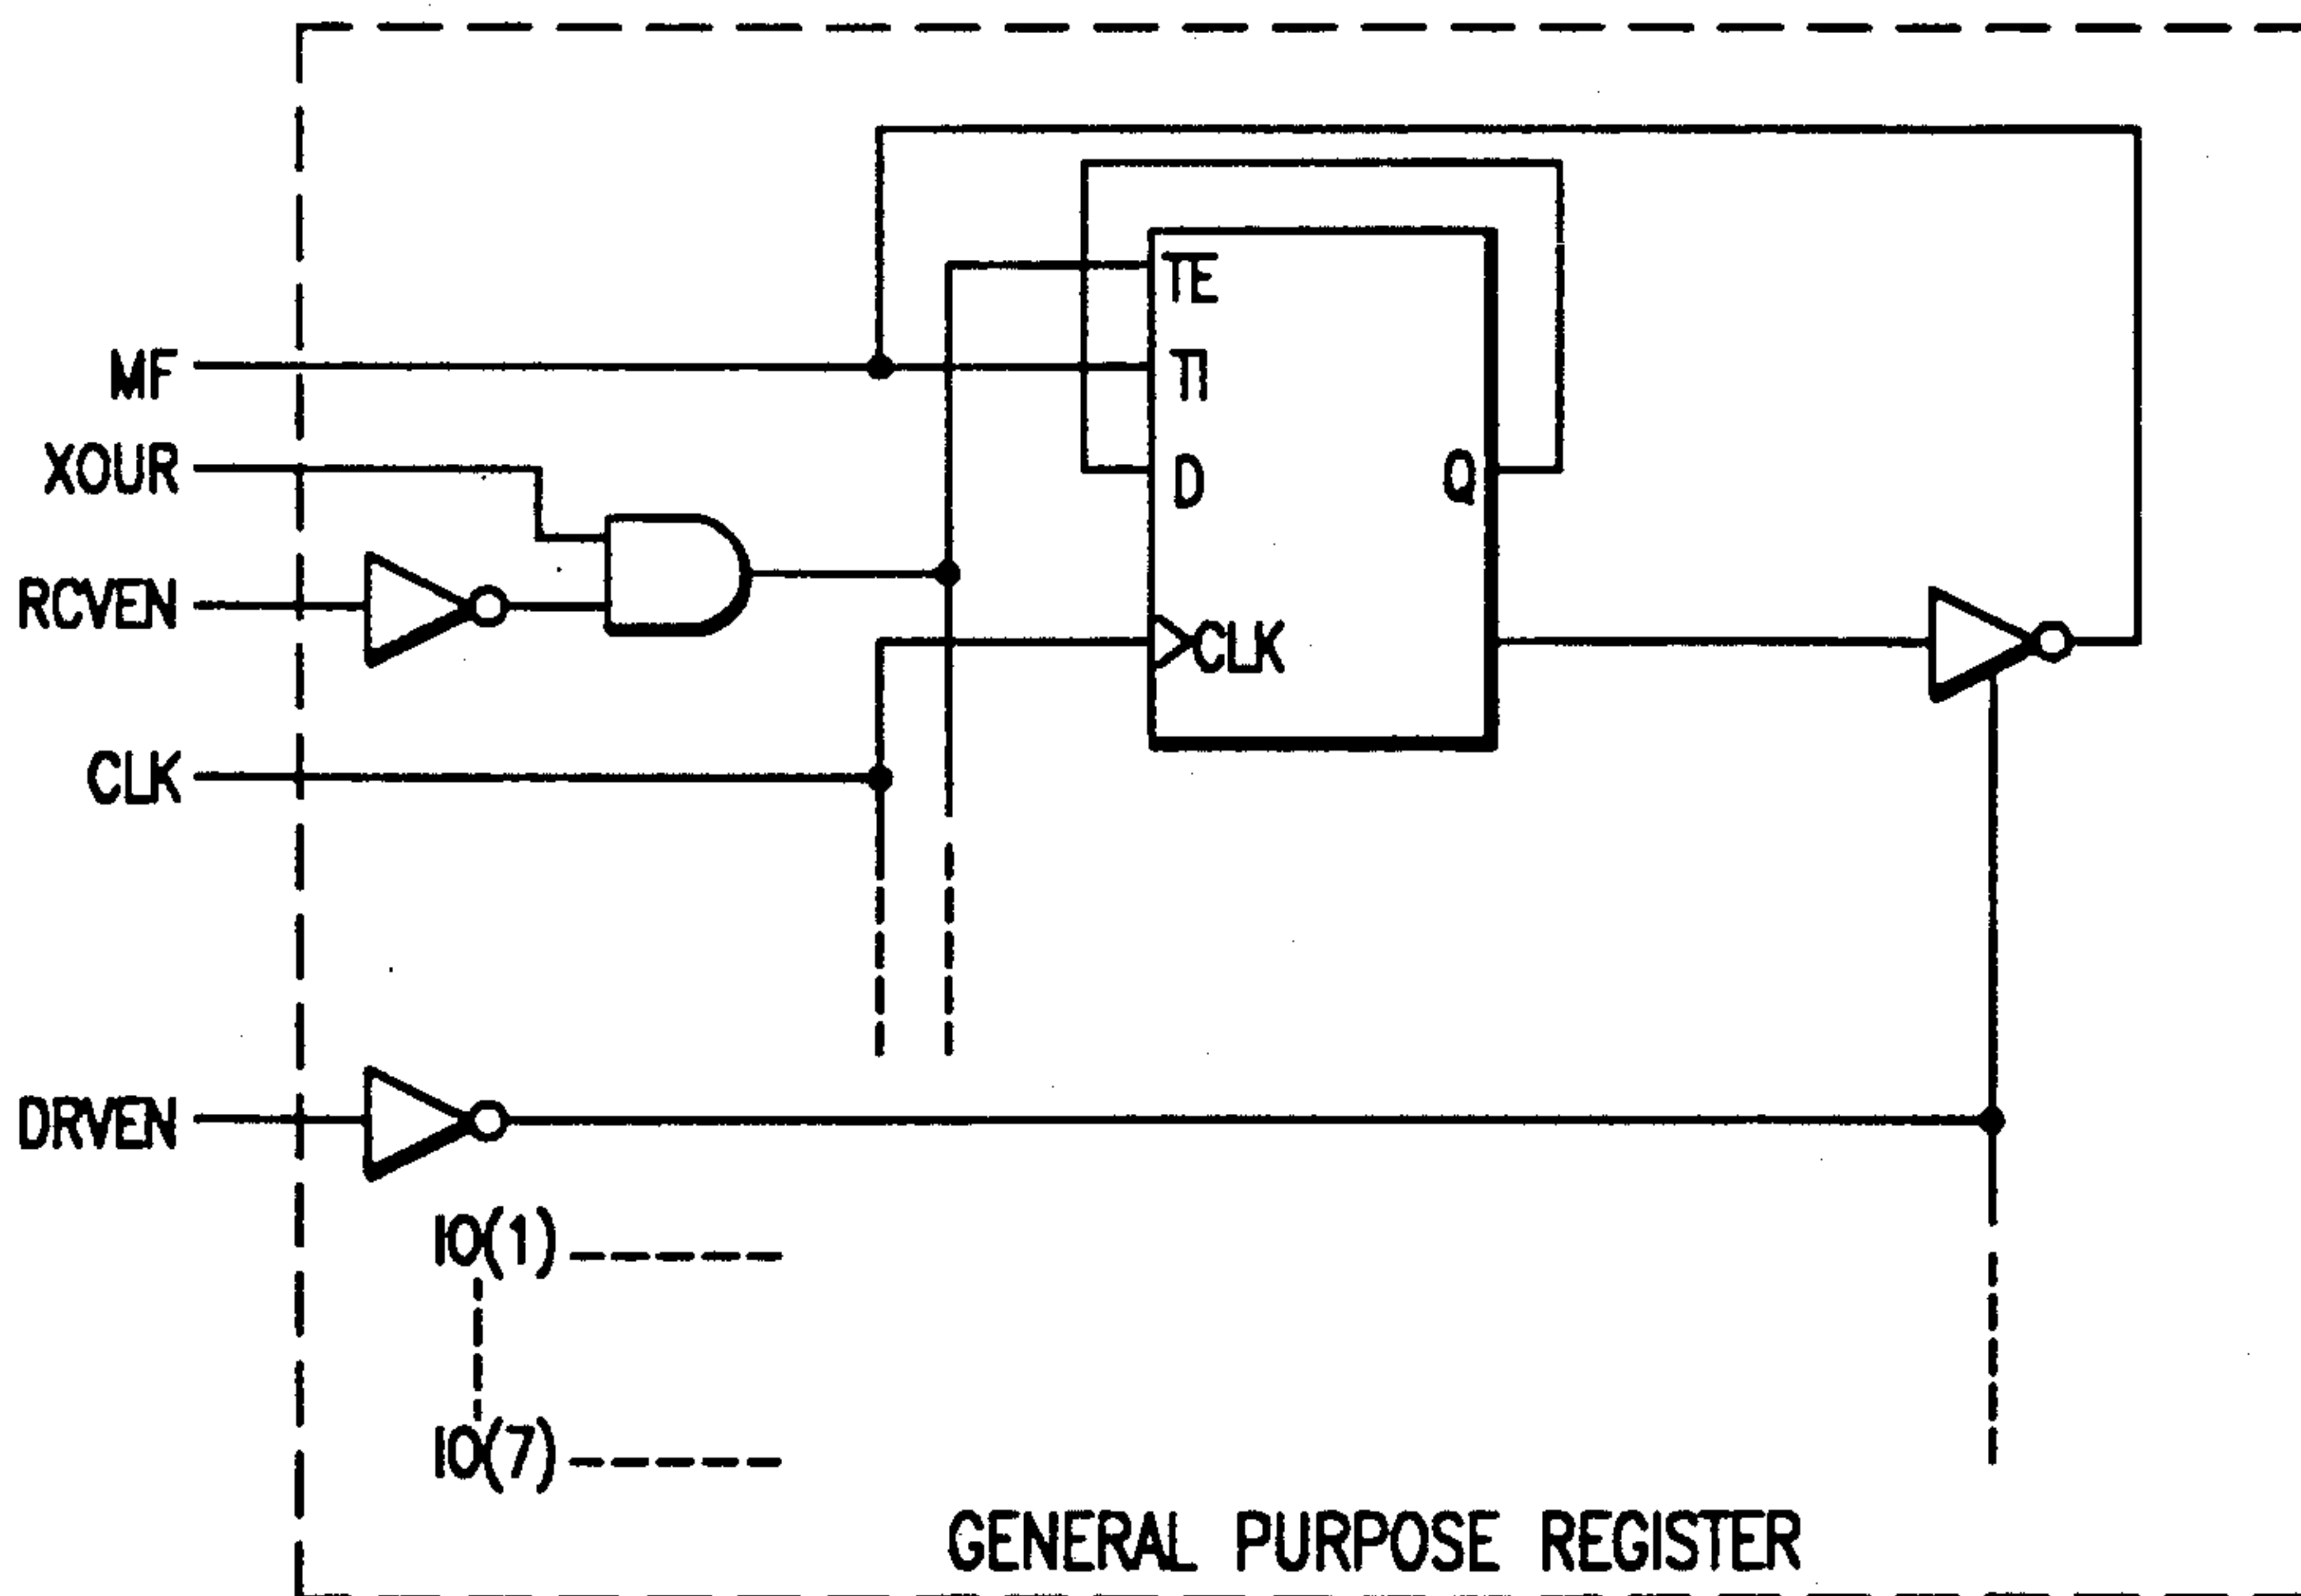 TE
MF
TI
XOUR
D
Q
RCVEN
CLK
CLK
DRVEN
IO(1)
IO(7)
GENERAL PURPOSE REGISTER